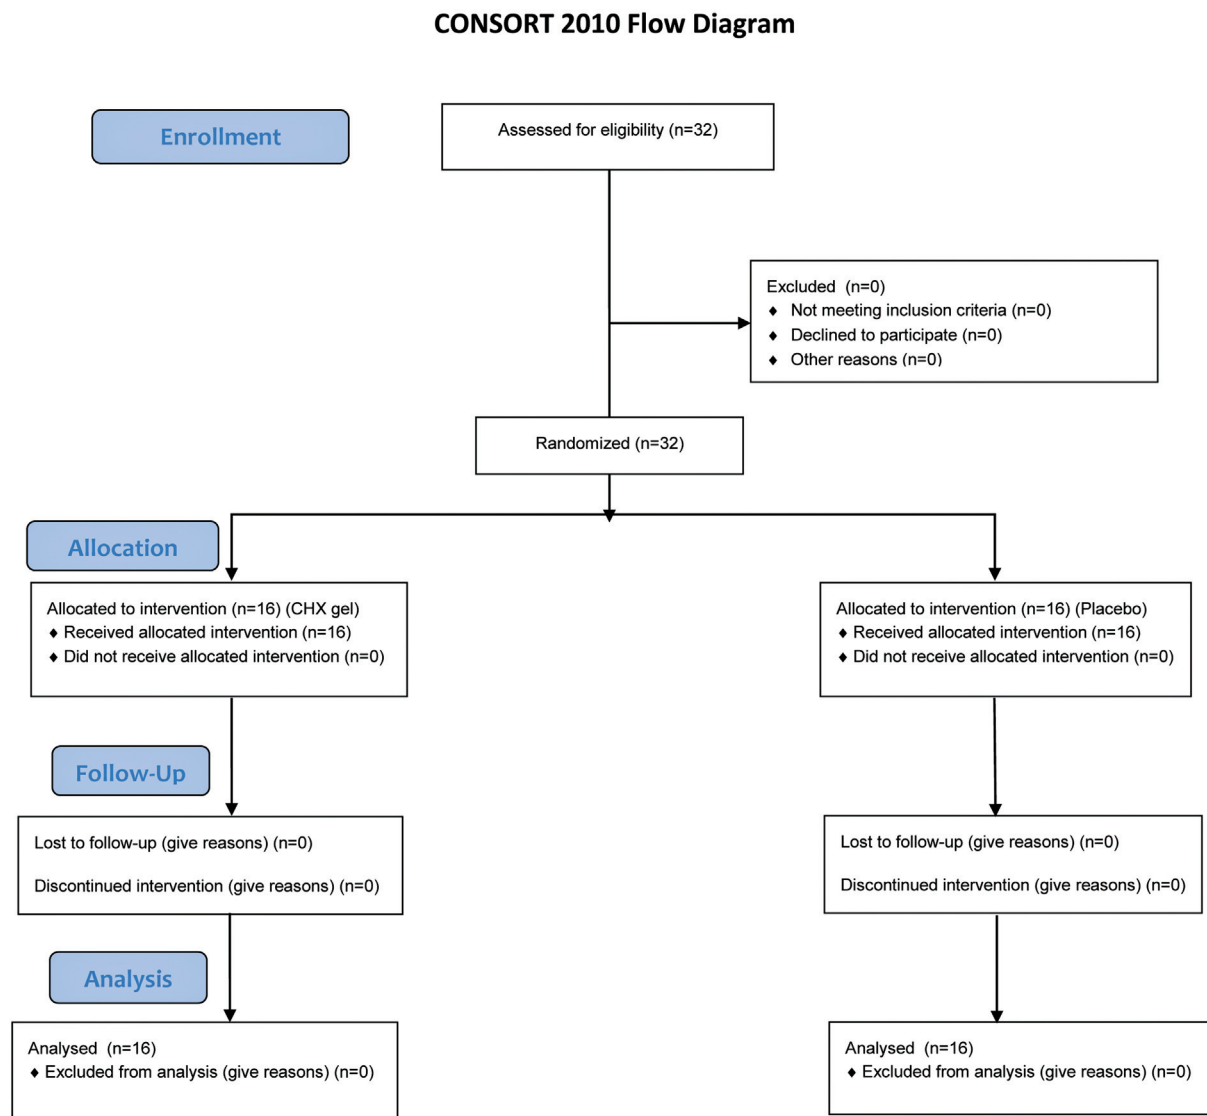 CONSORT 2010 Flow Diagram
Enrollment
Assessed for eligibility (n=32)
Excluded (n=0)
♦ Not meeting inclusion criteria (n=0)
♦ Declined to participate (n=0)
♦ Other reasons (n=0)
Randomized (n=32)
Allocation
Allocated to intervention (n=16) (CHX gel)
♦ Received allocated intervention (n=16)
♦ Did not receive allocated intervention (n=0)
Allocated to intervention (n=16) (Placebo)
♦ Received allocated intervention (n=16)
♦ Did not receive allocated intervention (n=0)
Follow-Up
Lost to follow-up (give reasons) (n=0)
Discontinued intervention (give reasons) (n=0)
Lost to follow-up (give reasons) (n=0)
Discontinued intervention (give reasons) (n=0)
Analysis
Analysed (n=16)
♦ Excluded from analysis (give reasons) (n=0)
Analysed (n=16)
♦ Excluded from analysis (give reasons) (n=0)